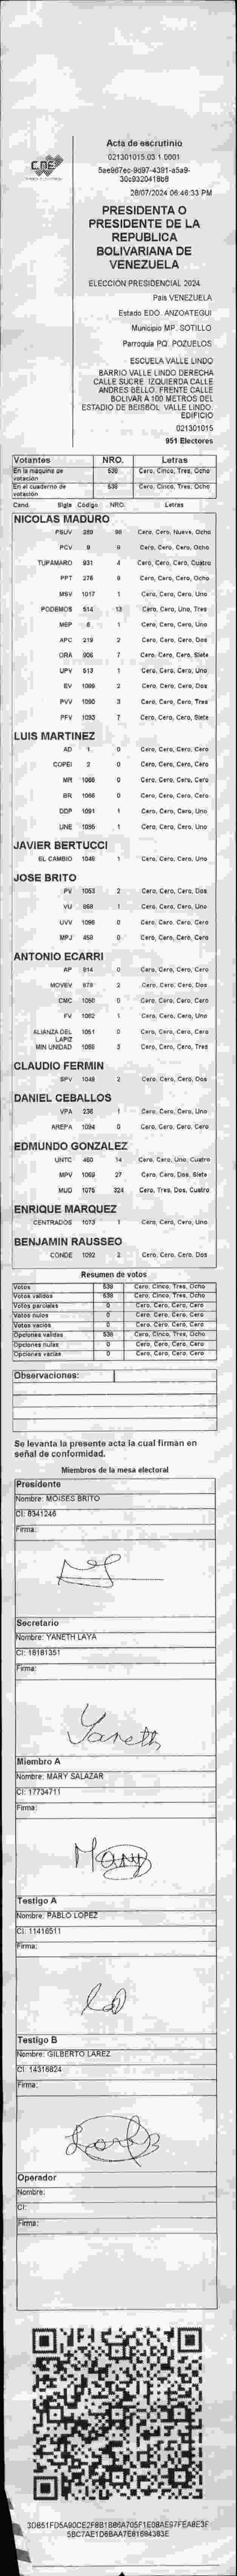 CNE
Acta de escrutinio
021301015.03.1.0001
28/07/2024 06:46:33 PM
PRESIDENTA O
PRESIDENTE DE LA
REPUBLICA
BOLIVARIANA DE
VENEZUELA
ELECCIÓN PRESIDENCIAL 2024
País VENEZUELA
Estado EDO. ANZOATEGUI
Municipio MP. SOTILLO
Parroquia PQ. POZUELOS
ESCUELA VALLE LINDO
BARRIO VALLE LINDO DERECHA
CALLE SUCRE. IZQUIERDA CALLE
ANDRES BELLO. FRENTE CALLE
BOLIVAR A 100 METROS DEL
ESTADIO DE BEISBOL VALLE LINDO.
EDIFICIO
021301015
951 Electores
Votantes NRO. Letras
En la máquina de votación 538 Cero, Cinco, Tres, Ocho
En el cuaderno de votación 538 Cero, Cinco, Tres, Ocho
Cand. Sigla Código NRO. Letras
NICOLAS MADURO
PSUV 98 Cero, Cero, Nueve, Ocho
PCV Cero, Cero, Cero, Ocho
TUPAMARO 931 4 Cero, Cero, Cero, Cuatro
PPT Cero, Cero, Cero, Ocho
MSV 1017 1 Cero, Cero, Cero, Uno
PODEMOS 514 13 Cero, Cero, Uno, Tres
MEP 1 Cero, Cero, Cero, Uno
APC 219 2 Cero, Cero, Cero, Dos
ORA 906 7 Cero, Cero, Cero, Siete
UPV 513 1 Cero, Cero, Cero, Uno
EV 1099 2 Cero, Cero, Cero, Dos
PVV 1090 3 Cero, Cero, Cero, Tres
PFV 1093 7 Cero, Cero, Cero, Siete
LUIS MARTINEZ
AD 1 0 Cero, Cero, Cero, Cero
COPEI 2 0 Cero, Cero, Cero, Cero
MR 0 Cero, Cero, Cero, Cero
BR 0 Cero, Cero, Cero, Cero
DDP 1091 1 Cero, Cero, Cero, Uno
UNE 1095 1 Cero, Cero, Cero, Uno
JAVIER BERTUCCI
EL CAMBIO 1048 1 Cero, Cero, Cero, Uno
JOSE BRITO
PV 1053 2 Cero, Cero, Cero, Dos
VU 868 1 Cero, Cero, Cero, Uno
UVV 1096 0 Cero, Cero, Cero, Cero
MPJ 458 0 Cero, Cero, Cero, Cero
ANTONIO ECARRI
AP 814 0 Cero, Cero, Cero, Cero
MOVEV 878 2 Cero, Cero, Cero, Dos
CMC 1050 0 Cero, Cero, Cero, Cero
FV 1062 1 Cero, Cero, Cero, Uno
ALIANZA DEL LAPIZ 1051 0 Cero, Cero, Cero, Cero
MIN UNIDAD 3 Cero, Cero, Cero, Tres
CLAUDIO FERMIN
SPV 1049 2 Cero, Cero, Cero, Dos
DANIEL CEBALLOS
VPA 236 1 Cero, Cero, Cero, Uno
AREPA 1094 0 Cero, Cero, Cero, Cero
EDMUNDO GONZALEZ
UNTC 460 14 Cero, Cero, Uno, Cuatro
MPV 1069 27 Cero, Cero, Dos, Siete
MUD 1075 324 Cero, Tres, Dos, Cuatro
ENRIQUE MARQUEZ
CENTRADOS 1073 1 Cero, Cero, Cero, Uno
BENJAMIN RAUSSEO
CONDE 1092 2 Cero, Cero, Cero, Dos
Resumen de votos
Votos 538 Cero, Cinco, Tres, Ocho
Votos validos 538 Cero, Cinco, Tres, Ocho
Votos parciales 0 Cero, Cero, Cero, Cero
Votos nulos 0 Cero, Cero, Cero, Cero
Votos vacios 0 Cero, Cero, Cero, Cero
Opciones validas 538 Cero, Cinco, Tres, Ocho
Opciones nulas 0 Cero, Cero, Cero, Cero
Opciones vacias 0 Cero, Cero, Cero, Cero
Observaciones:
Se levanta la presente acta la cual firman en
señal de conformidad.
Miembros de la mesa electoral
Presidente
Nombre: MOISES BRITO
CI: 8341246
Firma:
Secretario
Nombre: YANETH LAYA
CI: 18181351
Firma:
Yaneth
Miembro A
Nombre: MARY SALAZAR
CI: 17734711
Firma:
Mary
Testigo A
Nombre: PABLO LOPEZ
CI: 11416511
Firma:
Testigo B
Nombre: GILBERTO LAREZ
CI: 14316824
Firma:
Operador
Nombre:
CI:
Firma: